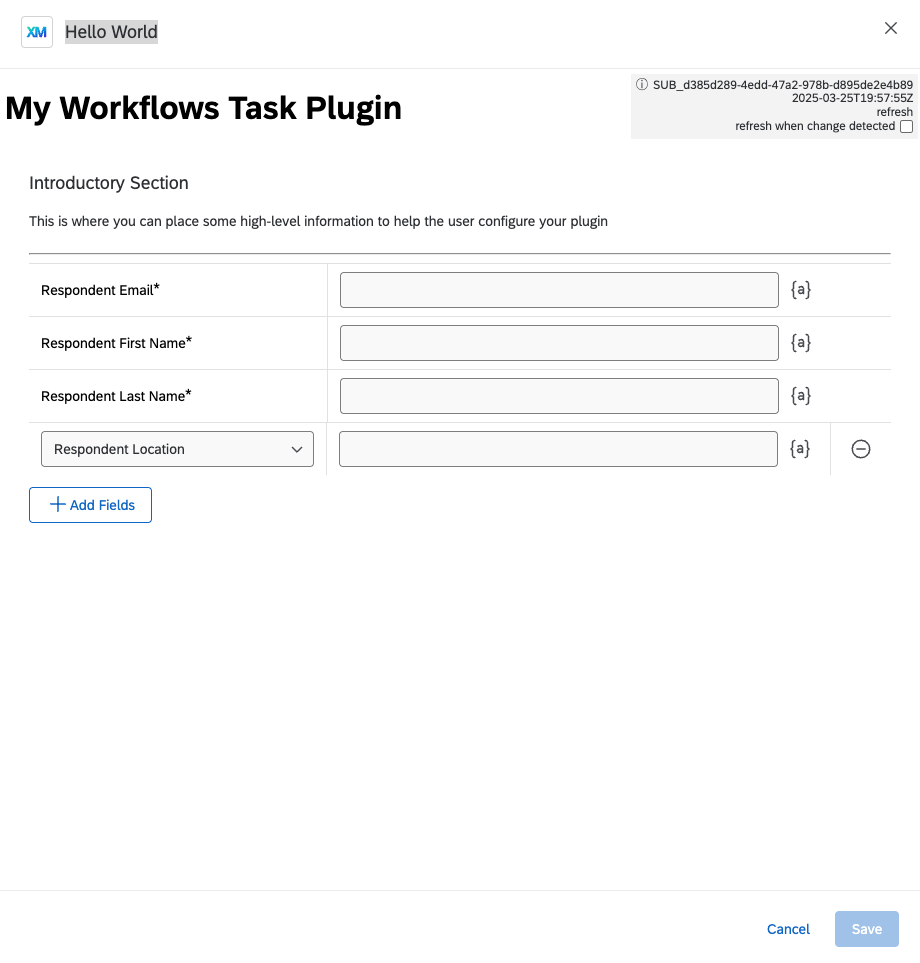 XM Hello World
SUB_d385d289-4edd-47a2-978b-d895de2e4b89
2025-03-25T19:57:55Z
refresh
refresh when change detected
My Workflows Task Plugin
Introductory Section
This is where you can place some high-level information to help the user configure your plugin
Respondent Email* {a}
Respondent First Name* {a}
Respondent Last Name* {a}
Respondent Location {a}
Add Fields
Cancel Save